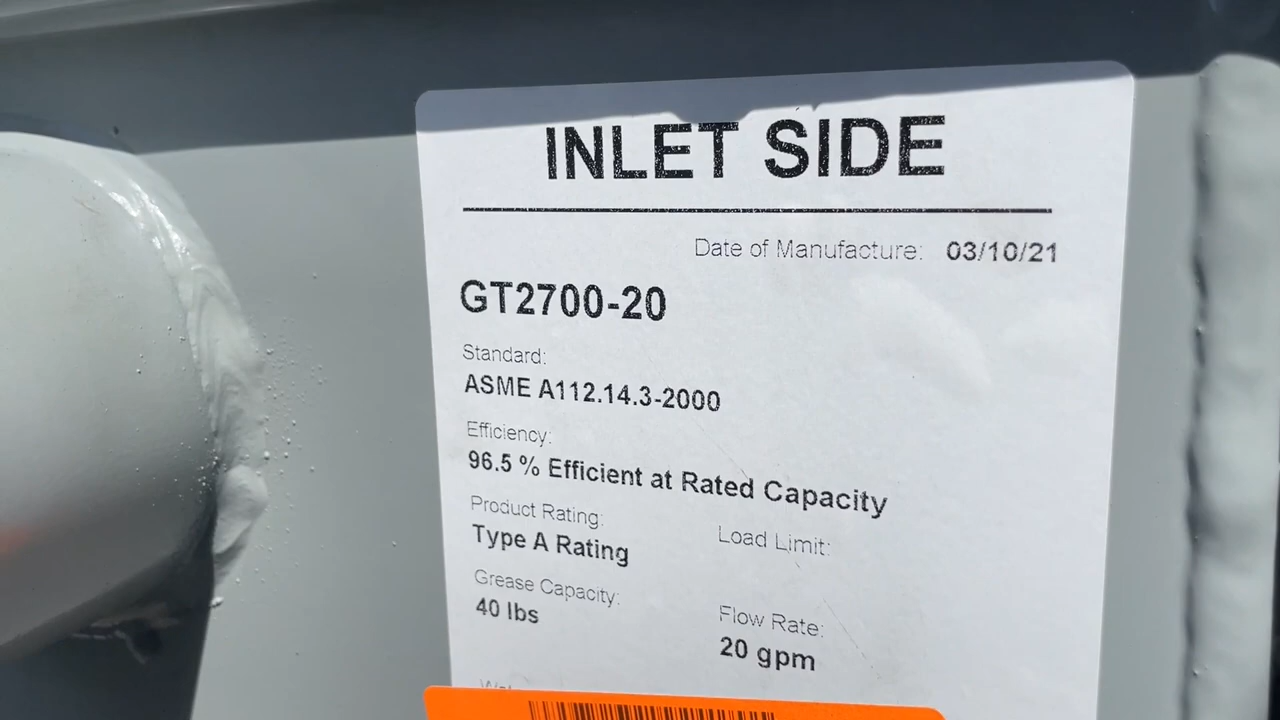 INLET SIDE
Date of Manufacture: 03/10/21
GT2700-20
Standard:
ASME A112.14.3-2000
Efficiency:
96.5 % Efficient at Rated Capacity
Product Rating:
Load Limit:
Type A Rating
Grease Capacity:
Flow Rate:
40 lbs
20 gpm